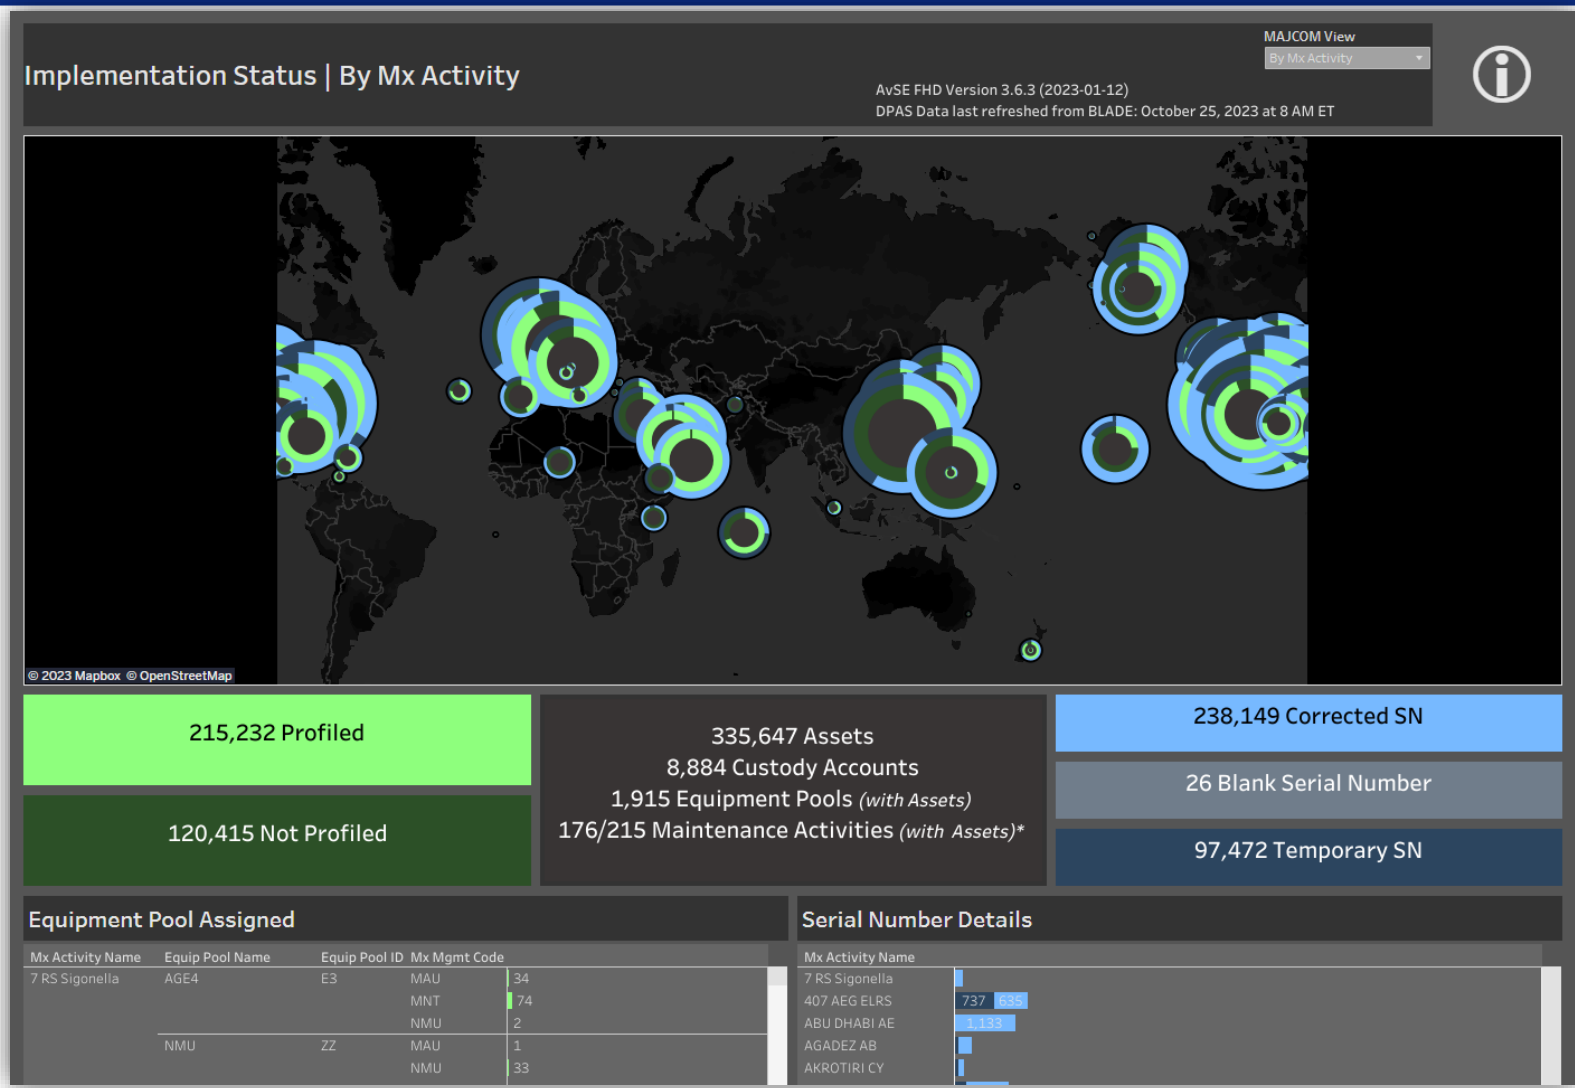 MAJCOM View
By Mx Activity
Implementation Status | By Mx Activity
AvSE FHD Version 3.6.3 (2023-01-12)
DPAS Data last refreshed from BLADE: October 25, 2023 at 8 AM ET
© 2023 Mapbox © OpenStreetMap
215,232 Profiled
120,415 Not Profiled
335,647 Assets
8,884 Custody Accounts
1,915 Equipment Pools (with Assets)
176/215 Maintenance Activities (with Assets)*
238,149 Corrected SN
26 Blank Serial Number
97,472 Temporary SN
Equipment Pool Assigned
Mx Activity Name Equip Pool Name Equip Pool ID Mx Mgmt Code
7 RS Sigonella AGE4 E3 MAU 34
MNT 74
NMU 2
NMU ZZ MAU 1
NMU 33
Serial Number Details
Mx Activity Name
7 RS Sigonella
407 AEG ELRS 737 635
ABU DHABI AE 1,133
AGADEZ AB
AKROTIRI CY